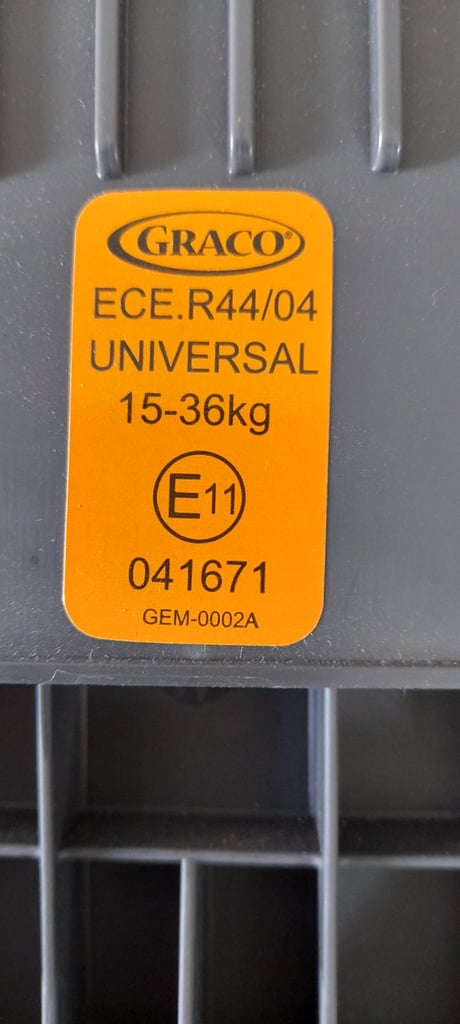 GRACO®
ECE.R44/04
UNIVERSAL
15-36kg
E11
041671
GEM-0002A